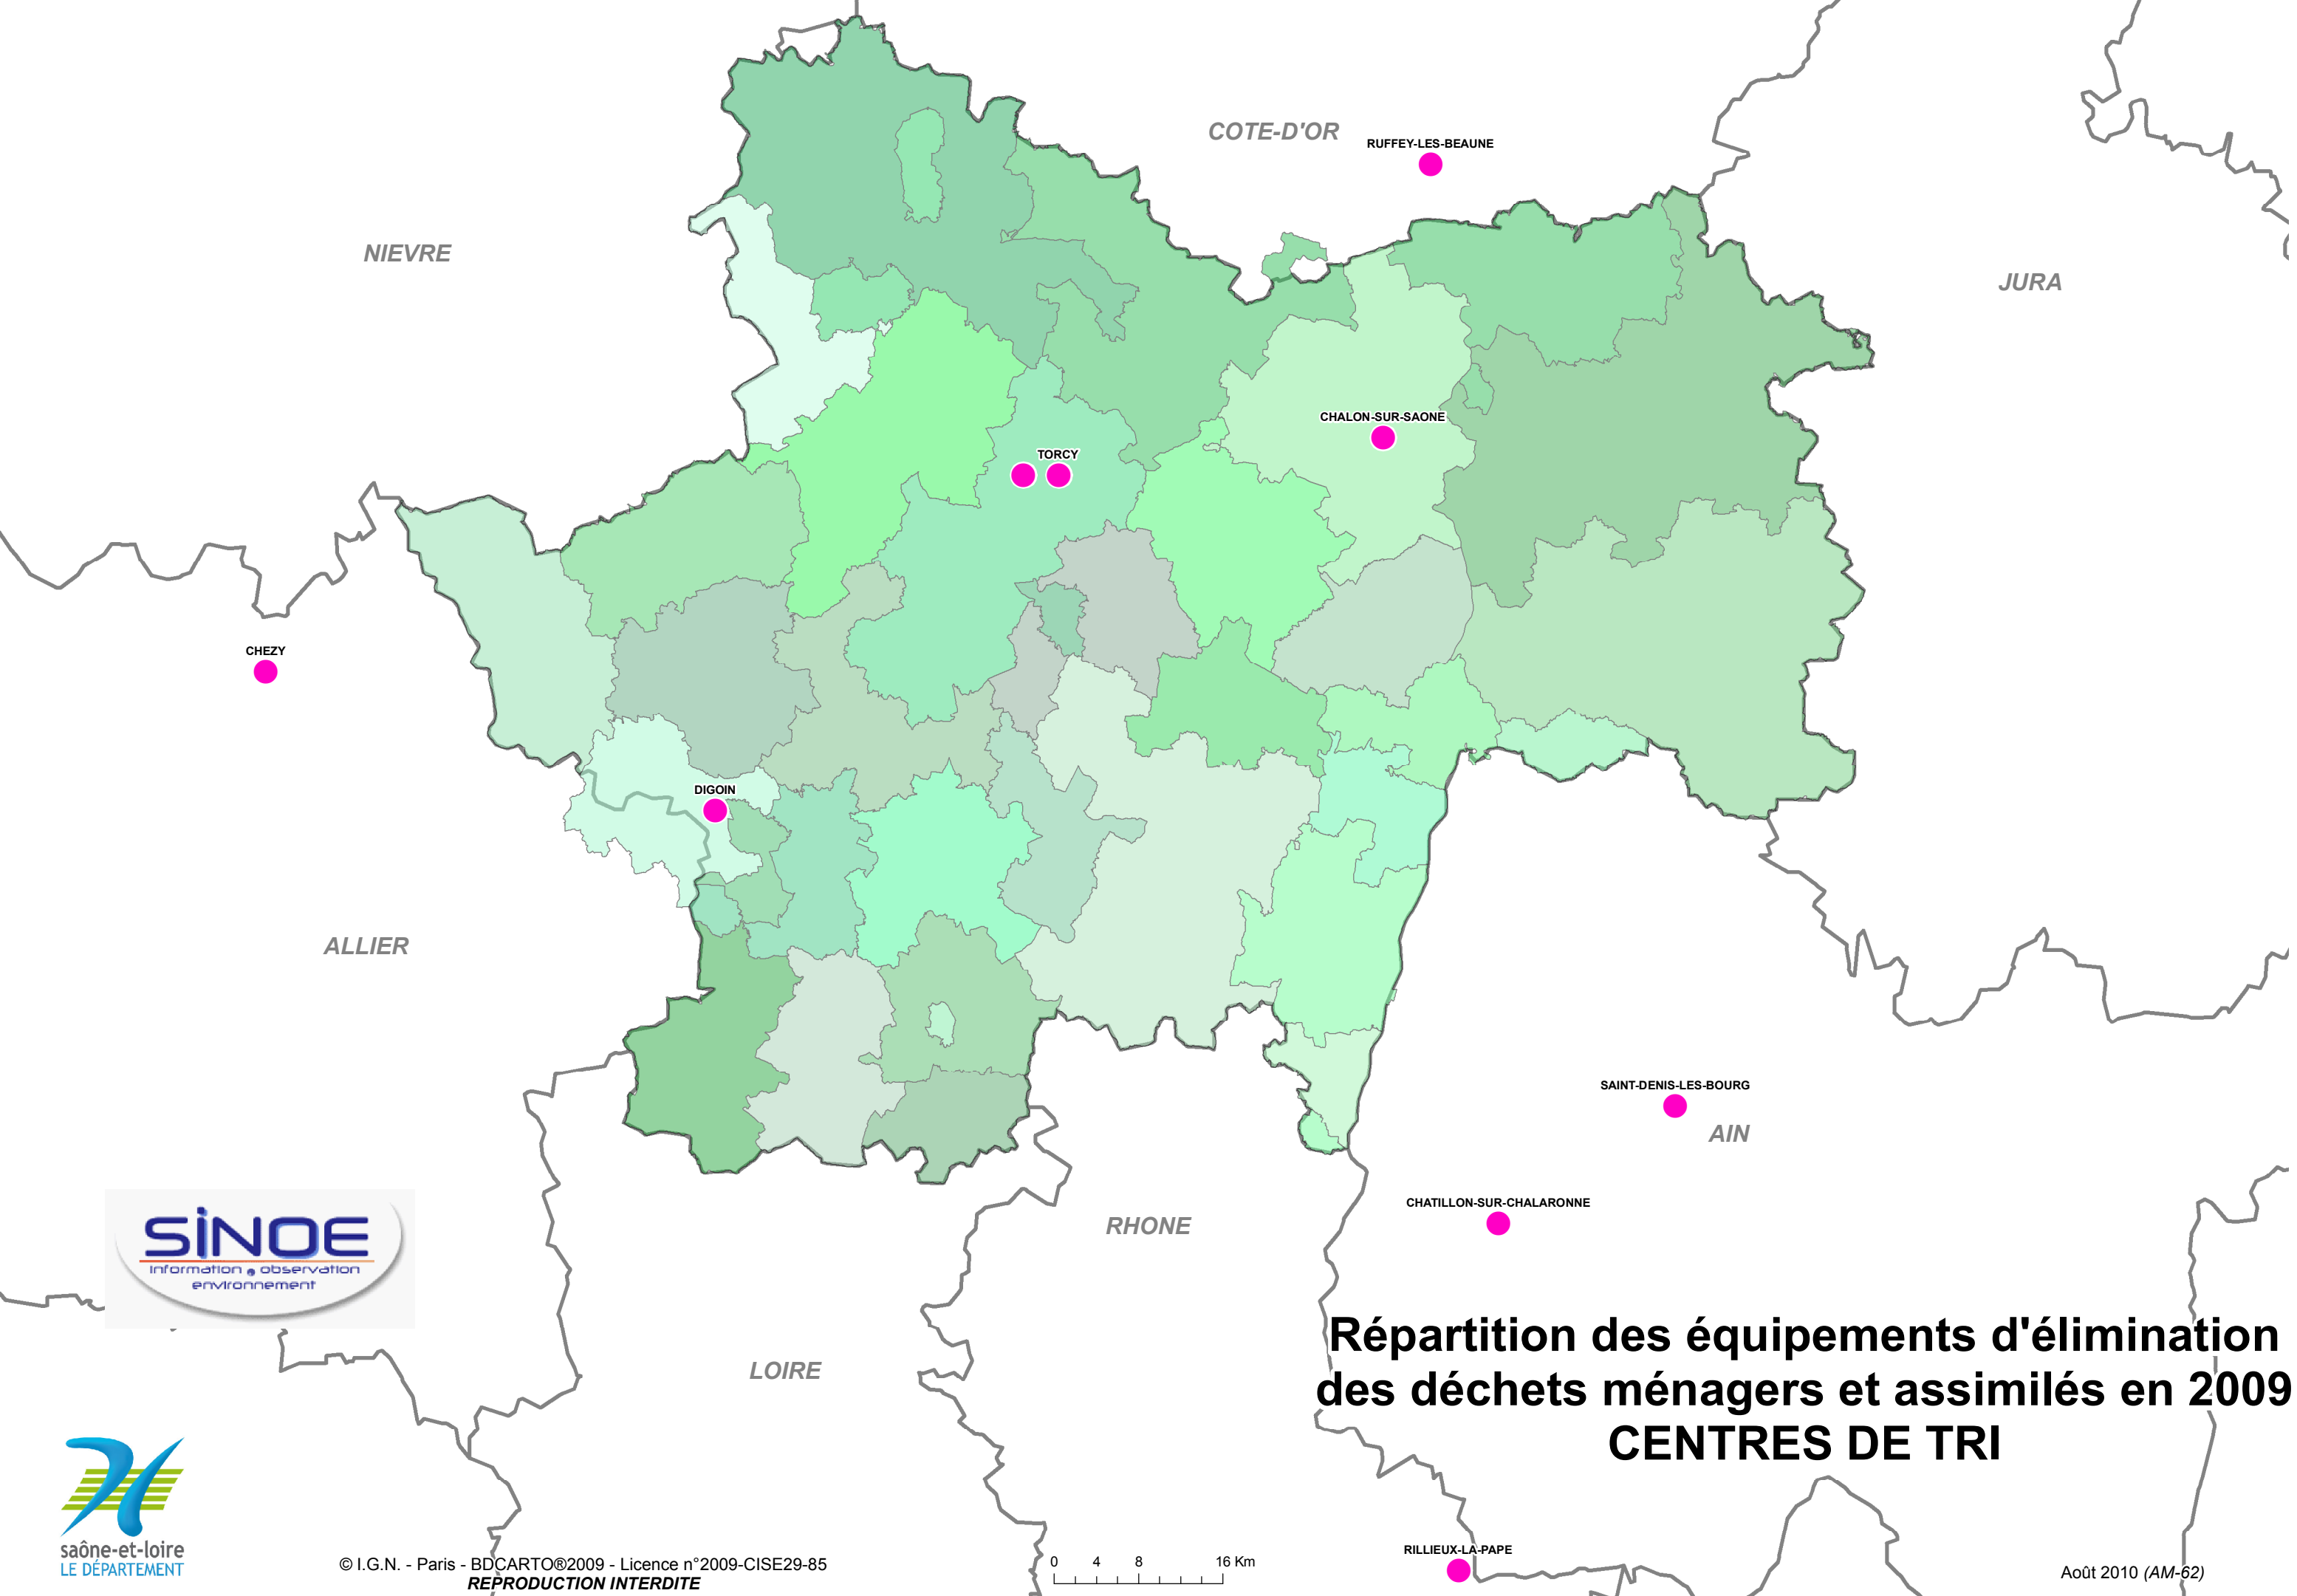 COTE-D'OR
RUFFEY-LES-BEAUNE
NIEVRE
JURA
CHALON-SUR-SAONE
TORCY
CHEZY
DIGOIN
ALLIER
SAINT-DENIS-LES-BOURG
AIN
CHATILLON-SUR-CHALARONNE
RHONE
SINOE
information observation
environnement
Répartition des équipements d'élimination
des déchets ménagers et assimilés en 2009
CENTRES DE TRI
LOIRE
saône-et-loire
LE DÉPARTEMENT
© I.G.N. - Paris - BDCARTO®2009 - Licence n°2009-CISE29-85
REPRODUCTION INTERDITE
0 4 8 16 Km
RILLIEUX-LA-PAPE
Août 2010 (AM-62)